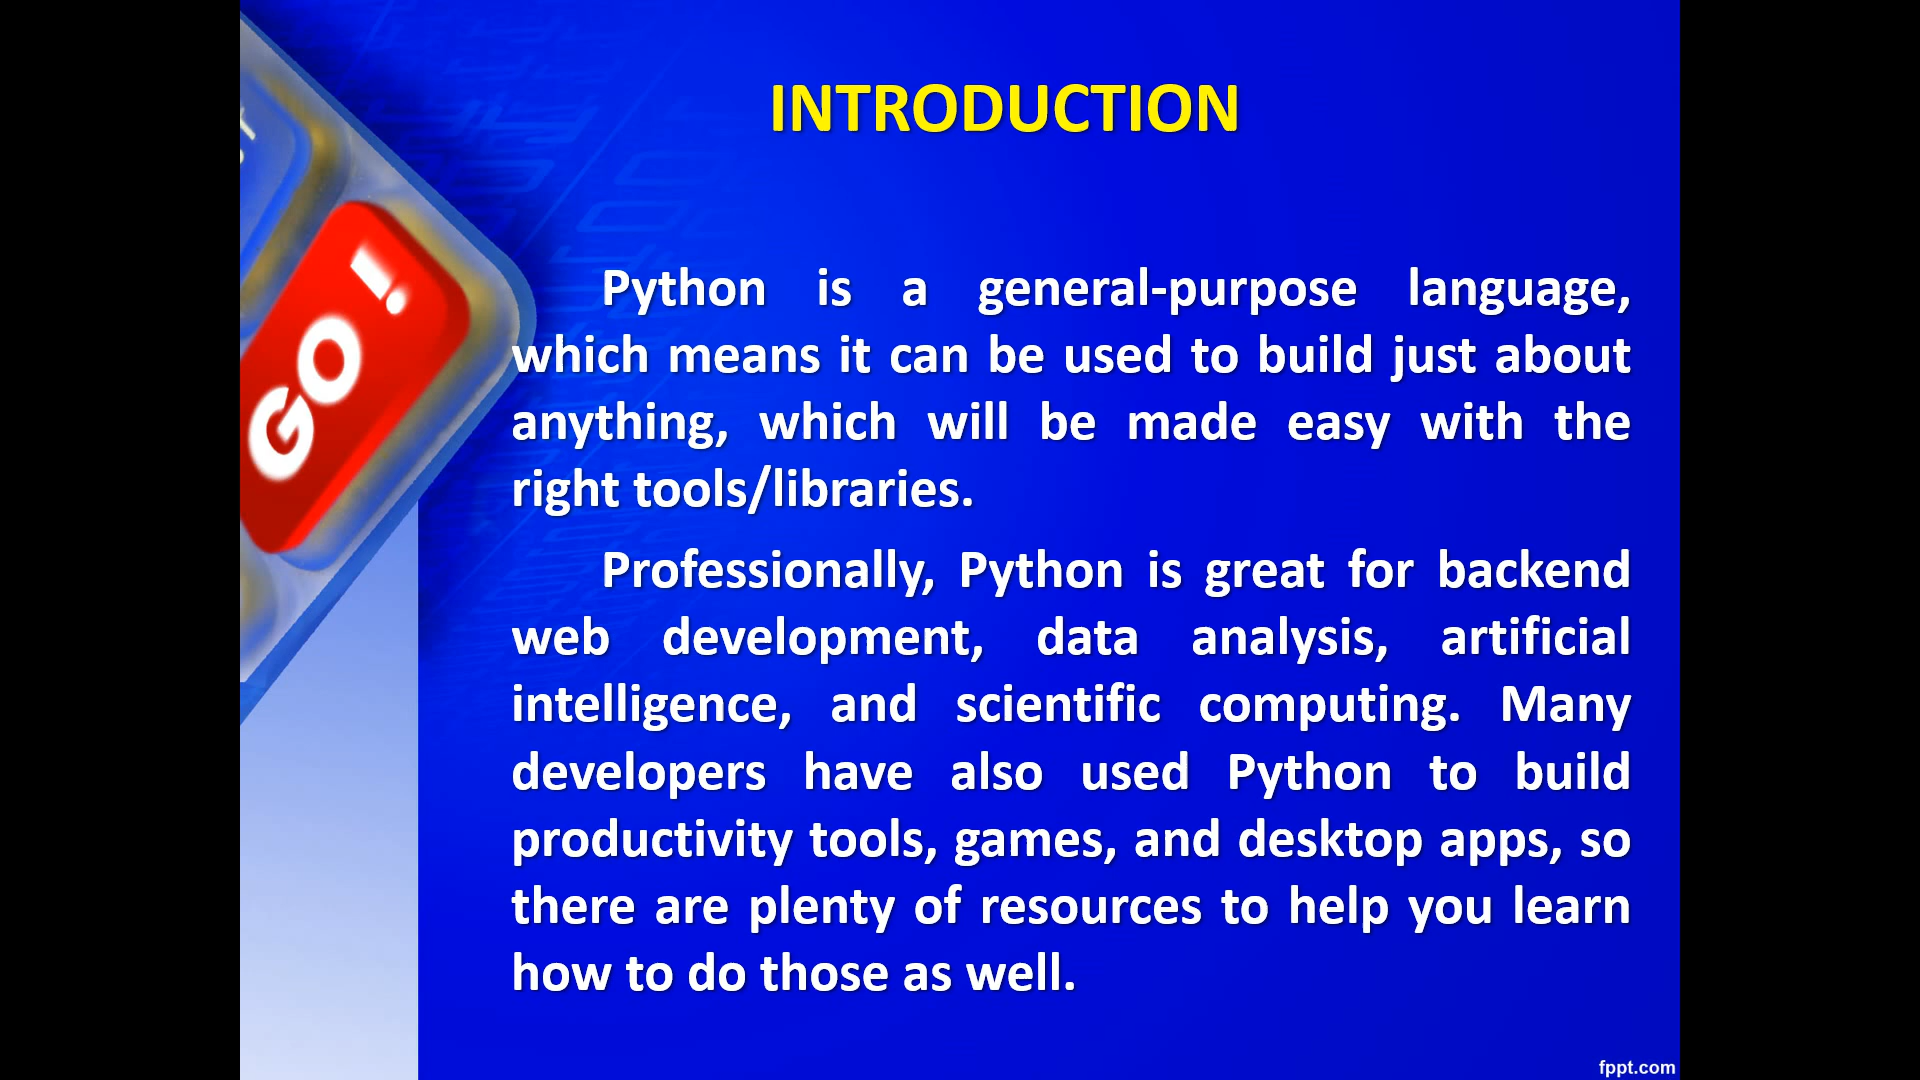 INTRODUCTION
GO !
Python is a general-purpose language,
which means it can be used to build just about
anything, which will be made easy with the
right tools/libraries.
Professionally, Python is great for backend
web development, data analysis, artificial
intelligence, and scientific computing. Many
developers have also used Python to build
productivity tools, games, and desktop apps, so
there are plenty of resources to help you learn
how to do those as well.
fppt.com